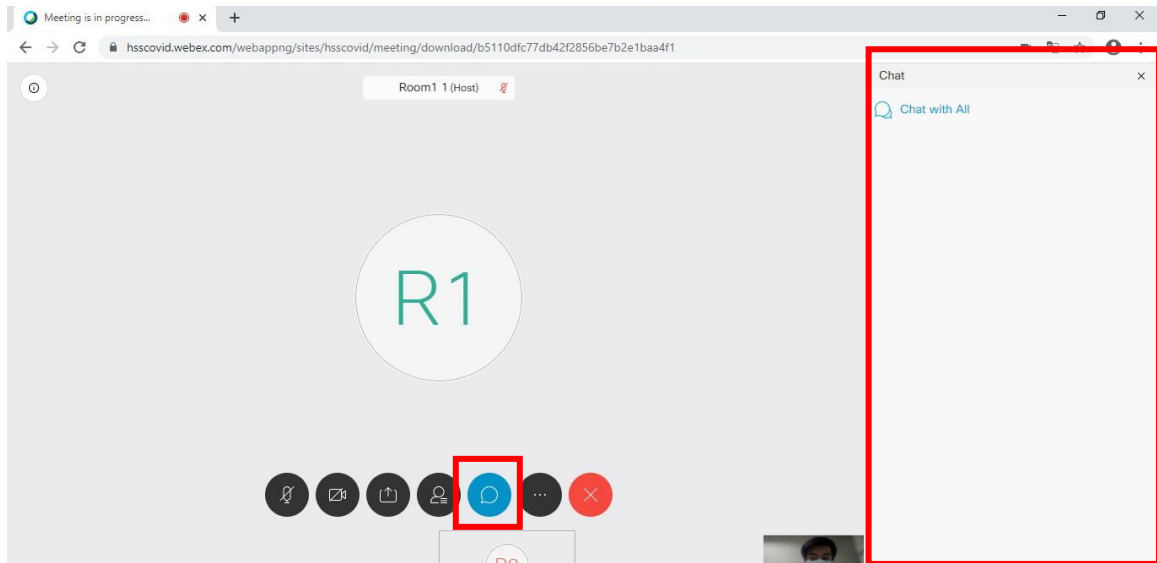 Meeting is in progress...
hsscovid.webex.com/webappng/sites/hsscovid/meeting/download/b5110dfc77db42f2856be7b2e1baa4f1
Room1 1 (Host)
Chat
Chat with All
R1